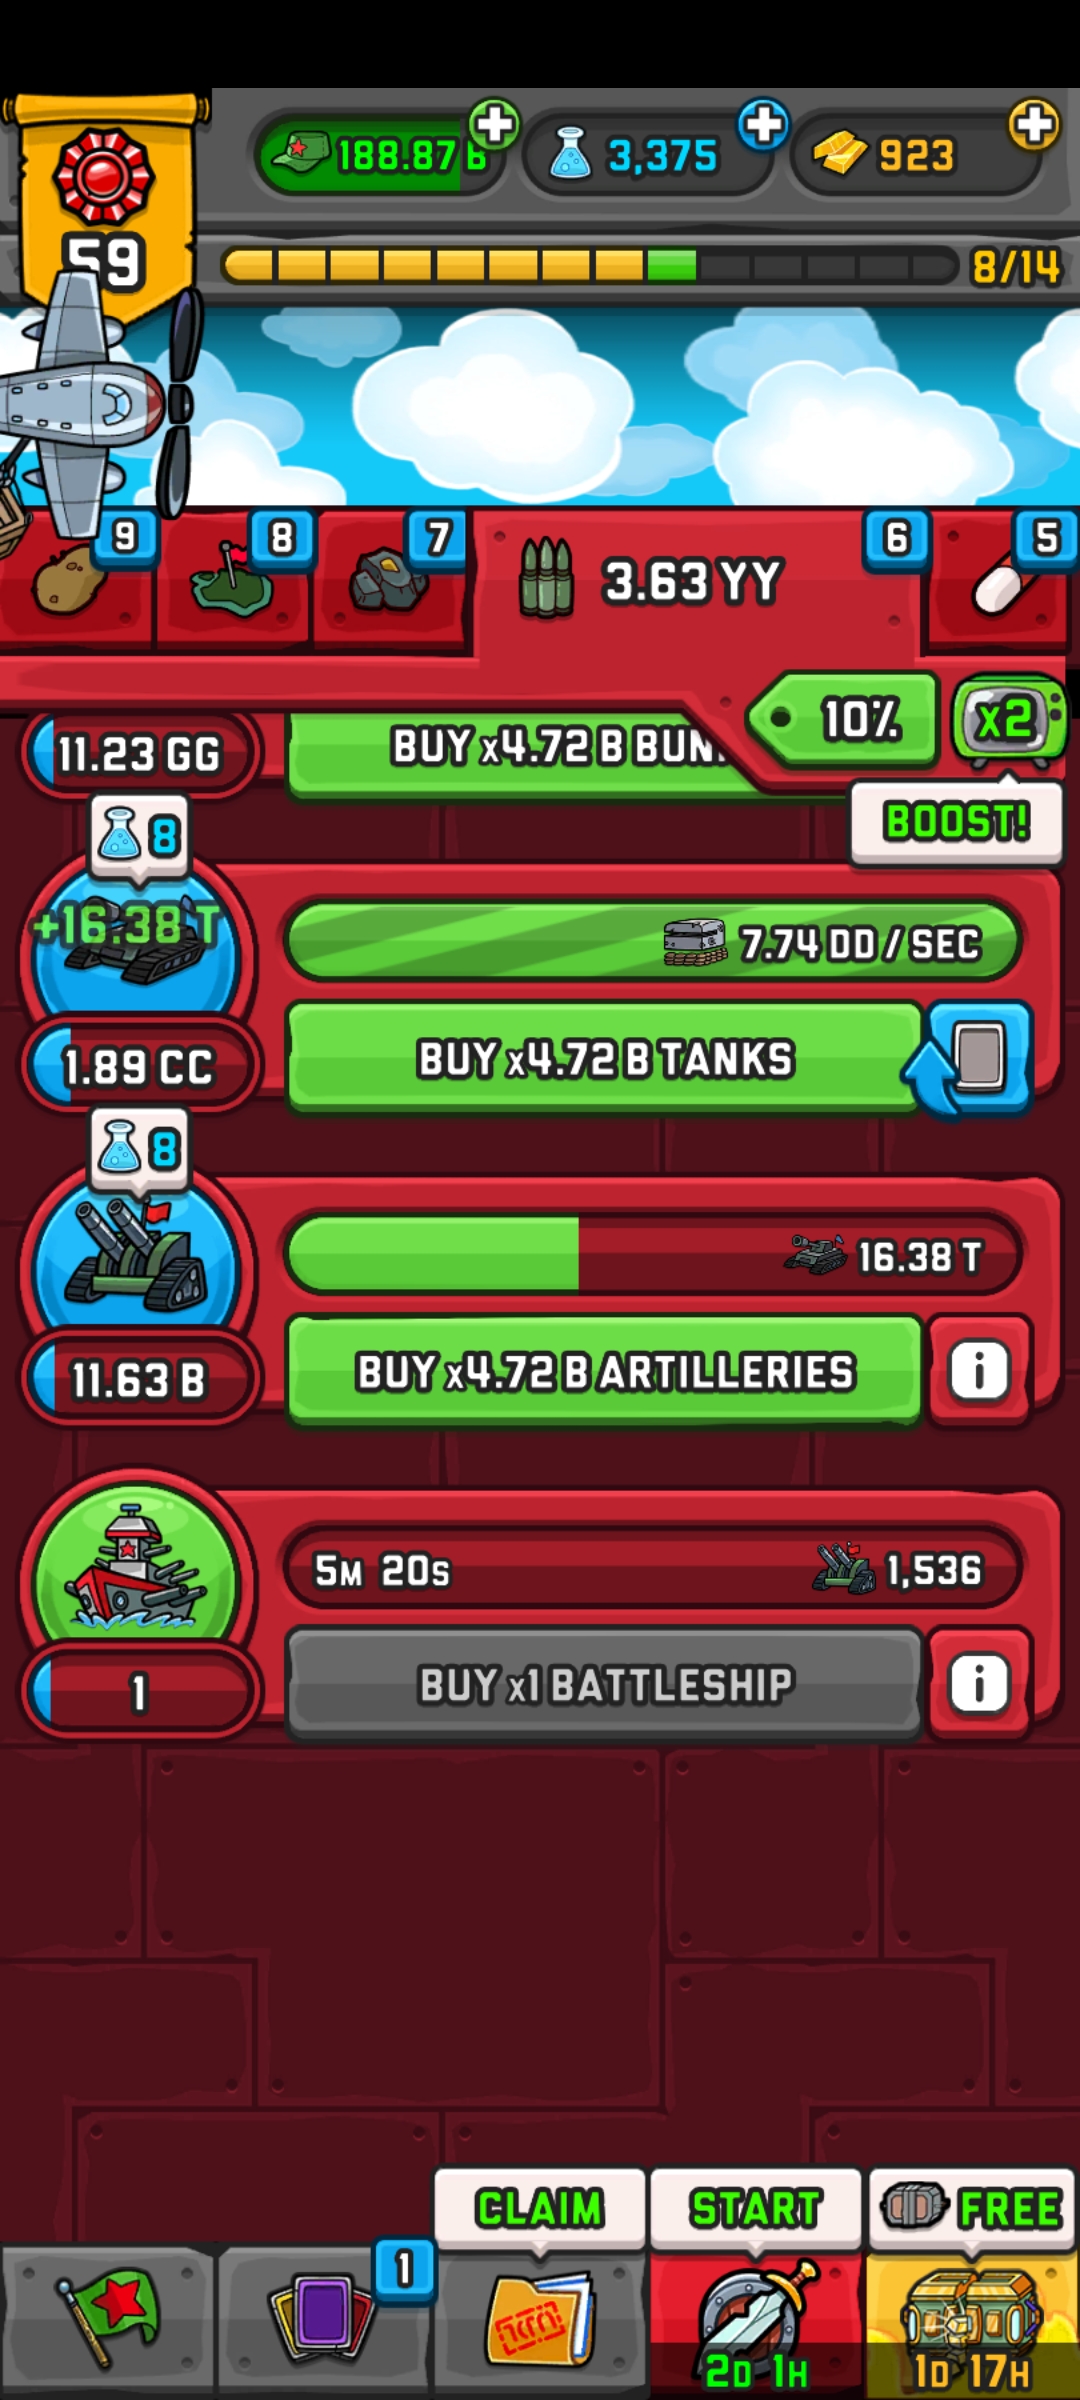 188.87 B
3,375
923
59
8/14
9
8
7
3.63 YY
6
5
10%
x2
11.23 GG
BUY x4.72 B BUN
BOOST!
8
+16.38 T
7.74 DD / SEC
1.89 CC
BUY x4.72 B TANKS
8
16.38 T
11.63 B
BUY x4.72 B ARTILLERIES
i
5M 20S
1,536
1
BUY x1 BATTLESHIP
i
CLAIM
START
FREE
1
2D 1H
1D 17H